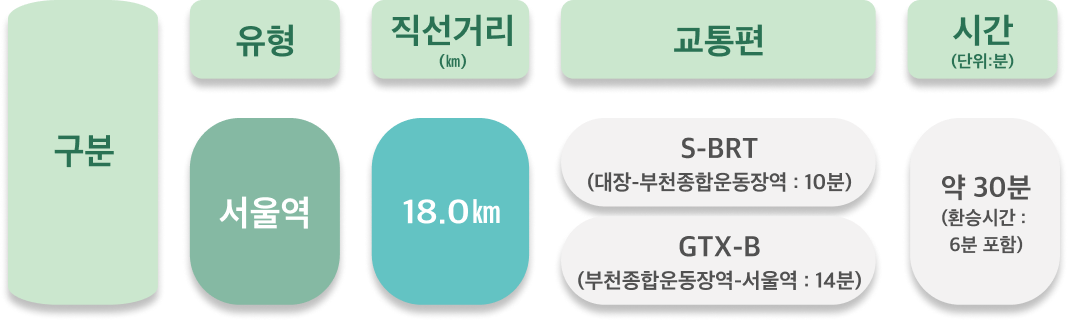 구분
유형
직선거리
(㎞)
교통편
시간
(단위:분)
서울역
18.0㎞
S-BRT
(대장-부천종합운동장역 : 10분)
GTX-B
(부천종합운동장역-서울역 : 14분)
약 30분
(환승시간 :
6분 포함)